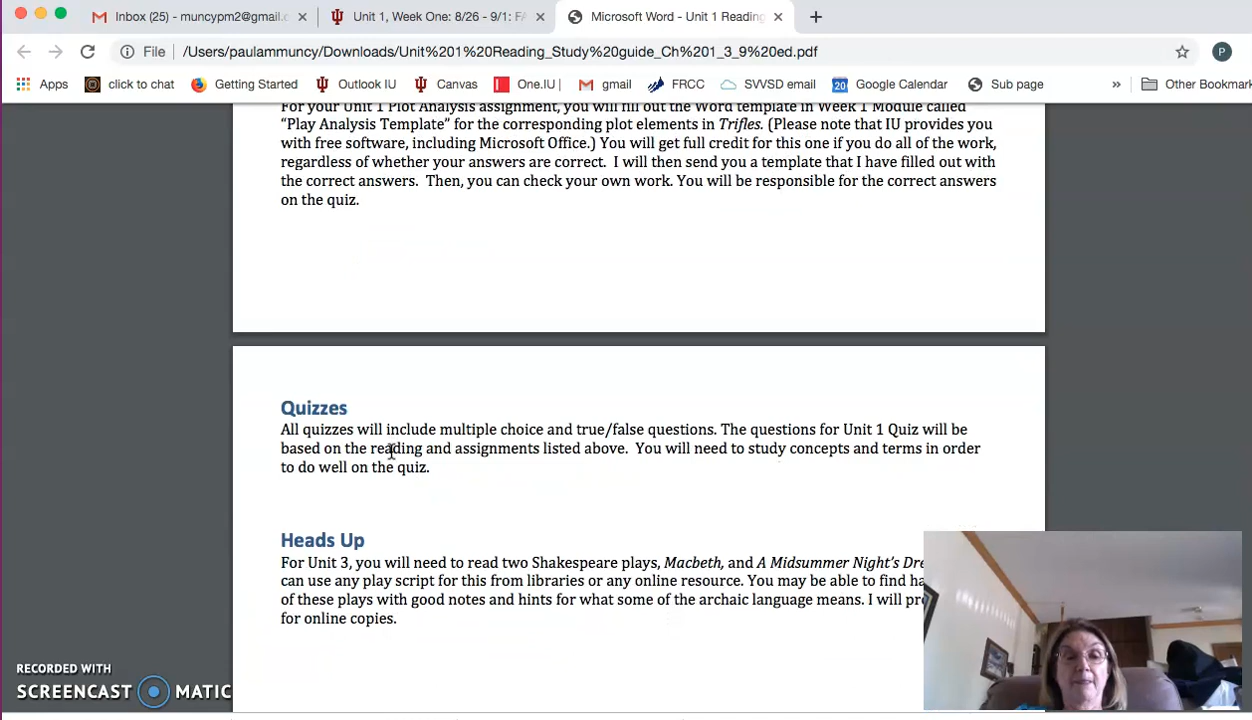 Inbox (25) - muncypm2@gmail.c
Unit 1, Week One: 8/26 - 9/1: FA
Microsoft Word - Unit 1 Reading
File /Users/paulammuncy/Downloads/Unit%201%20Reading_Study%20guide_Ch%201_3_9%20ed.pdf
P
Apps click to chat Getting Started Outlook IU Canvas One.IU | gmail FRCC SVVSD email 20 Google Calendar Sub page » Other Bookmark
For your Unit 1 Plot Analysis assignment, you will fill out the Word template in Week 1 Module called
“Play Analysis Template” for the corresponding plot elements in Trifles. (Please note that IU provides you
with free software, including Microsoft Office.) You will get full credit for this one if you do all of the work,
regardless of whether your answers are correct. I will then send you a template that I have filled out with
the correct answers. Then, you can check your own work. You will be responsible for the correct answers
on the quiz.
Quizzes
All quizzes will include multiple choice and true/false questions. The questions for Unit 1 Quiz will be
based on the reading and assignments listed above. You will need to study concepts and terms in order
to do well on the quiz.
Heads Up
For Unit 3, you will need to read two Shakespeare plays, Macbeth, and A Midsummer Night’s Dre
can use any play script for this from libraries or any online resource. You may be able to find ha
of these plays with good notes and hints for what some of the archaic language means. I will pr
for online copies.
RECORDED WITH
SCREENCAST MATIC